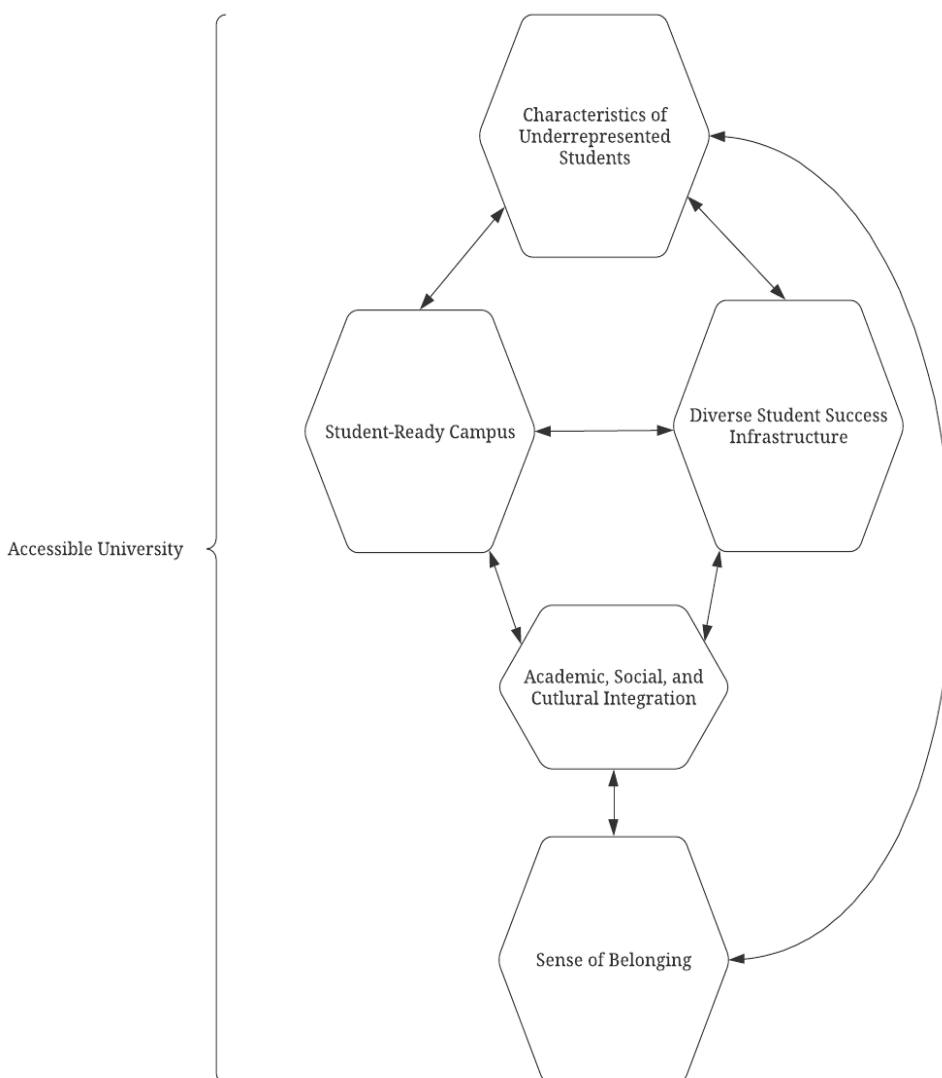 Characteristics of
Underrepresented
Students
Student-Ready Campus
Diverse Student Success
Infrastructure
Accessible University
Academic, Social, and
Cutlural Integration
Sense of Belonging